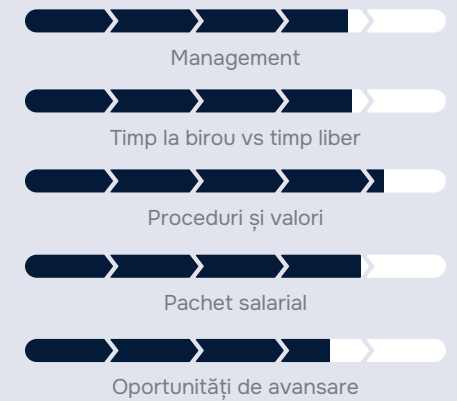 Management
Timp la birou vs timp liber
Proceduri și valori
Pachet salarial
Oportunități de avansare